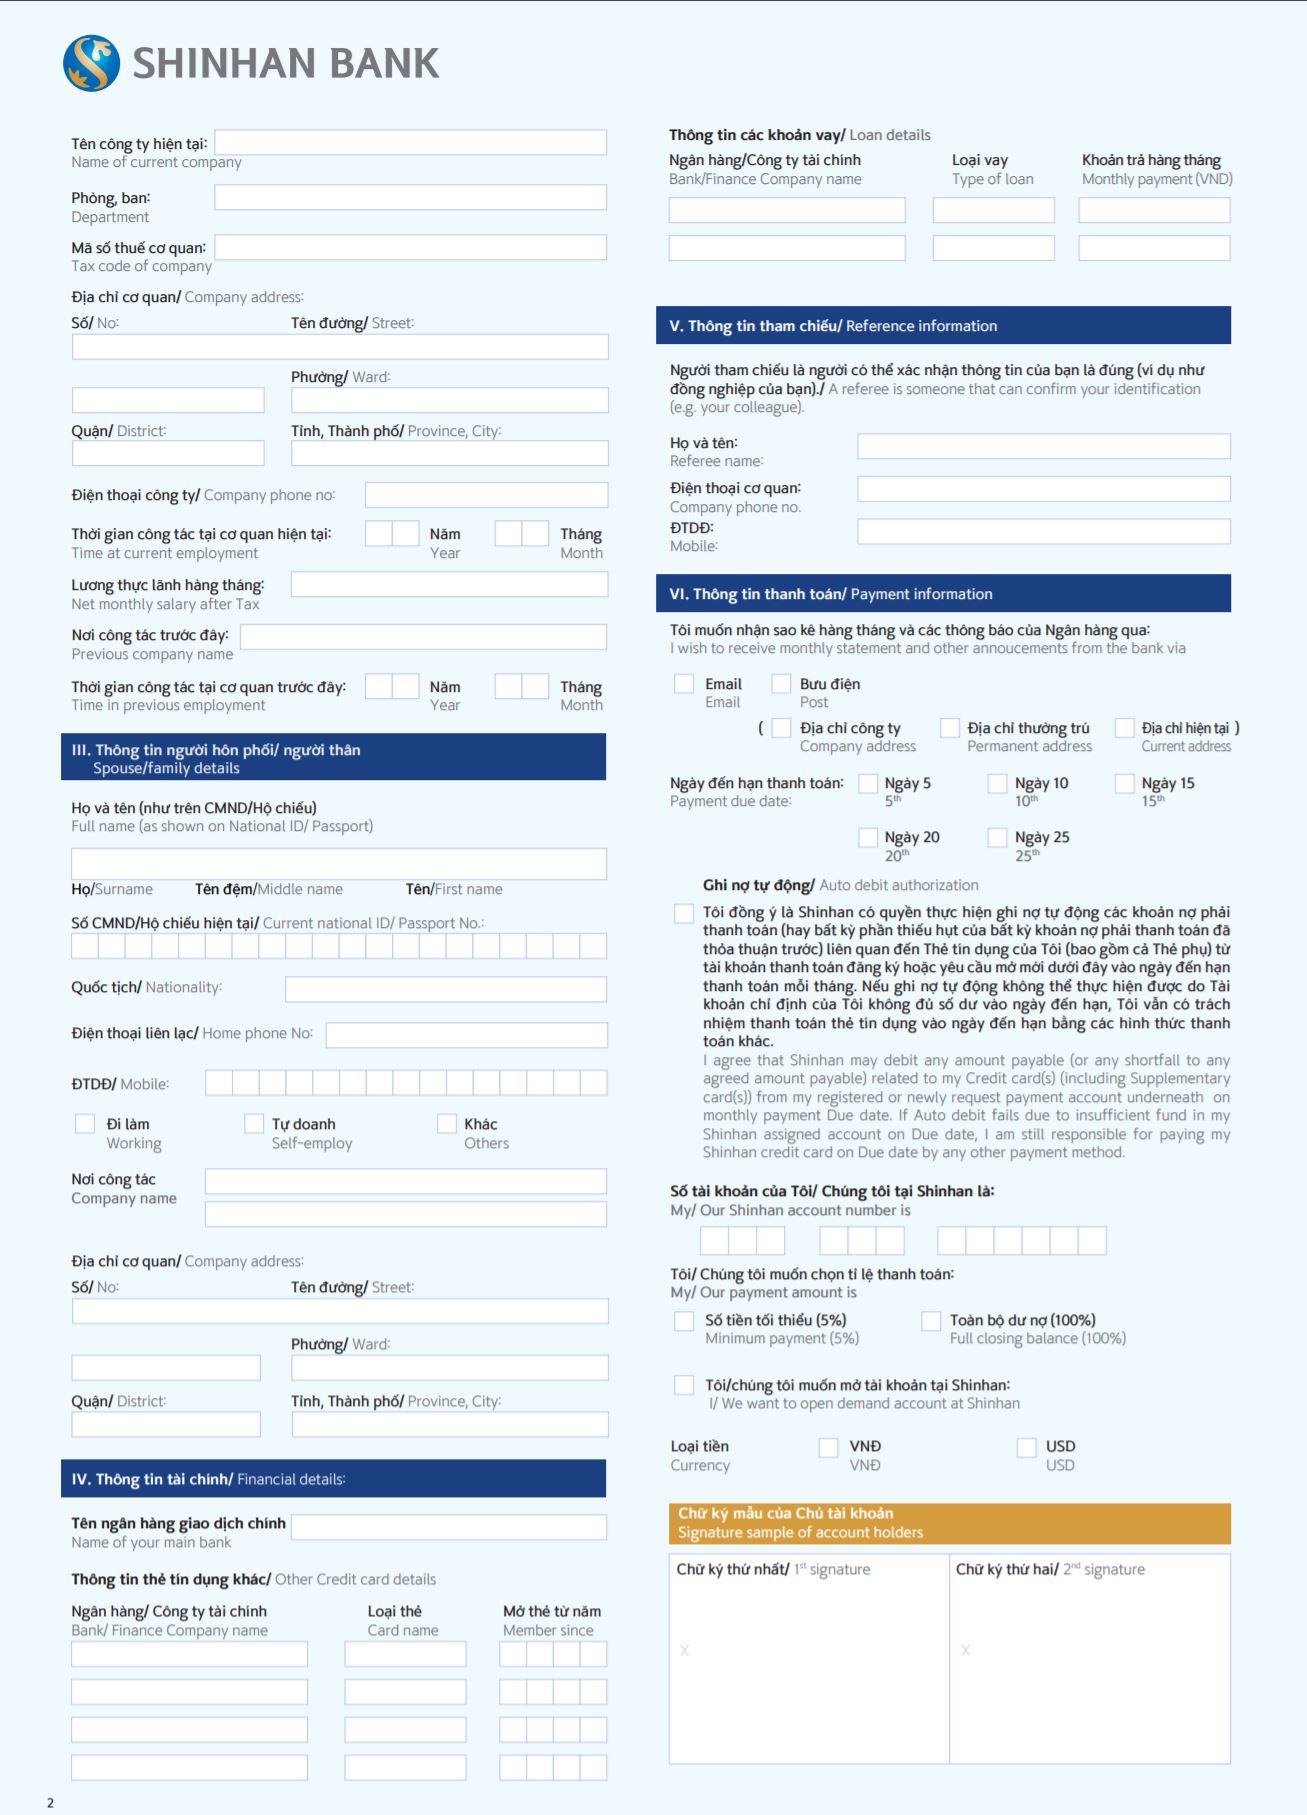 SHINHAN BANK
Tên công ty hiện tại:
Name of current company
Phòng, ban:
Department
Mã số thuế cơ quan:
Tax code of company
Địa chỉ cơ quan/ Company address:
Số/ No: Tên đường/ Street:
Phường/ Ward:
Quận/ District: Tỉnh, Thành phố/ Province, City:
Điện thoại công ty/ Company phone no:
Thời gian công tác tại cơ quan hiện tại: Năm Tháng
Time at current employment Year Month
Lương thực lãnh hàng tháng:
Net monthly salary after Tax
Nơi công tác trước đây:
Previous company name
Thời gian công tác tại cơ quan trước đây: Năm Tháng
Time in previous employment Year Month
III. Thông tin người hôn phối/ người thân
Spouse/family details
Họ và tên (như trên CMND/Hộ chiếu)
Full name (as shown on National ID/ Passport)
Họ/Surname Tên đệm/Middle name Tên/First name
Số CMND/Hộ chiếu hiện tại/ Current national ID/ Passport No.:
Quốc tịch/ Nationality:
Điện thoại liên lạc/ Home phone No:
ĐTDĐ/ Mobile:
Đi làm Tự doanh Khác
Working Self-employ Others
Nơi công tác
Company name
Địa chỉ cơ quan/ Company address:
Số/ No: Tên đường/ Street:
Phường/ Ward:
Quận/ District: Tỉnh, Thành phố/ Province, City:
IV. Thông tin tài chính/ Financial details:
Tên ngân hàng giao dịch chính
Name of your main bank
Thông tin thẻ tín dụng khác/ Other Credit card details
Ngân hàng/ Công ty tài chính Loại thẻ Mở thẻ từ năm
Bank/ Finance Company name Card name Member since
2
Thông tin các khoản vay/ Loan details
Ngân hàng/Công ty tài chính Loại vay Khoản trả hàng tháng
Bank/Finance Company name Type of loan Monthly payment (VND)
V. Thông tin tham chiếu/ Reference information
Người tham chiếu là người có thể xác nhận thông tin của bạn là đúng (ví dụ như
đồng nghiệp của bạn)./ A referee is someone that can confirm your identification
(e.g. your colleague).
Họ và tên:
Referee name:
Điện thoại cơ quan:
Company phone no.
ĐTDĐ:
Mobile:
VI. Thông tin thanh toán/ Payment information
Tôi muốn nhận sao kê hàng tháng và các thông báo của Ngân hàng qua:
I wish to receive monthly statement and other annoucements from the bank via
Email Bưu điện
Email Post
( Địa chỉ công ty Địa chỉ thường trú Địa chỉ hiện tại )
Company address Permanent address Current address
Ngày đến hạn thanh toán: Ngày 5 Ngày 10 Ngày 15
Payment due date: 5th 10th 15th
Ngày 20 Ngày 25
20th 25th
Ghi nợ tự động/ Auto debit authorization
Tôi đồng ý là Shinhan có quyền thực hiện ghi nợ tự động các khoản nợ phải
thanh toán (hay bất kỳ phần thiếu hụt của bất kỳ khoản nợ phải thanh toán đã
thỏa thuận trước) liên quan đến Thẻ tín dụng của Tôi (bao gồm cả Thẻ phụ) từ
tài khoản thanh toán đăng ký hoặc yêu cầu mở mới dưới đây vào ngày đến hạn
thanh toán mỗi tháng. Nếu ghi nợ tự động không thể thực hiện được do Tài
khoản chỉ định của Tôi không đủ số dư vào ngày đến hạn, Tôi vẫn có trách
nhiệm thanh toán thẻ tín dụng vào ngày đến hạn bằng các hình thức thanh
toán khác.
I agree that Shinhan may debit any amount payable (or any shortfall to any
agreed amount payable) related to my Credit card(s) (including Supplementary
card(s)) from my registered or newly request payment account underneath on
monthly payment Due date. If Auto debit fails due to insufficient fund in my
Shinhan assigned account on Due date, I am still responsible for paying my
Shinhan credit card on Due date by any other payment method.
Số tài khoản của Tôi/ Chúng tôi tại Shinhan là:
My/ Our Shinhan account number is
Tôi/ Chúng tôi muốn chọn tỉ lệ thanh toán:
My/ Our payment amount is
Số tiền tối thiểu (5%) Toàn bộ dư nợ (100%)
Minimum payment (5%) Full closing balance (100%)
Tôi/chúng tôi muốn mở tài khoản tại Shinhan:
I/ We want to open demand account at Shinhan
Loại tiền VNĐ USD
Currency VNĐ USD
Chữ ký mẫu của Chủ tài khoản
Signature sample of account holders
Chữ ký thứ nhất/ 1st signature Chữ ký thứ hai/ 2nd signature
X X